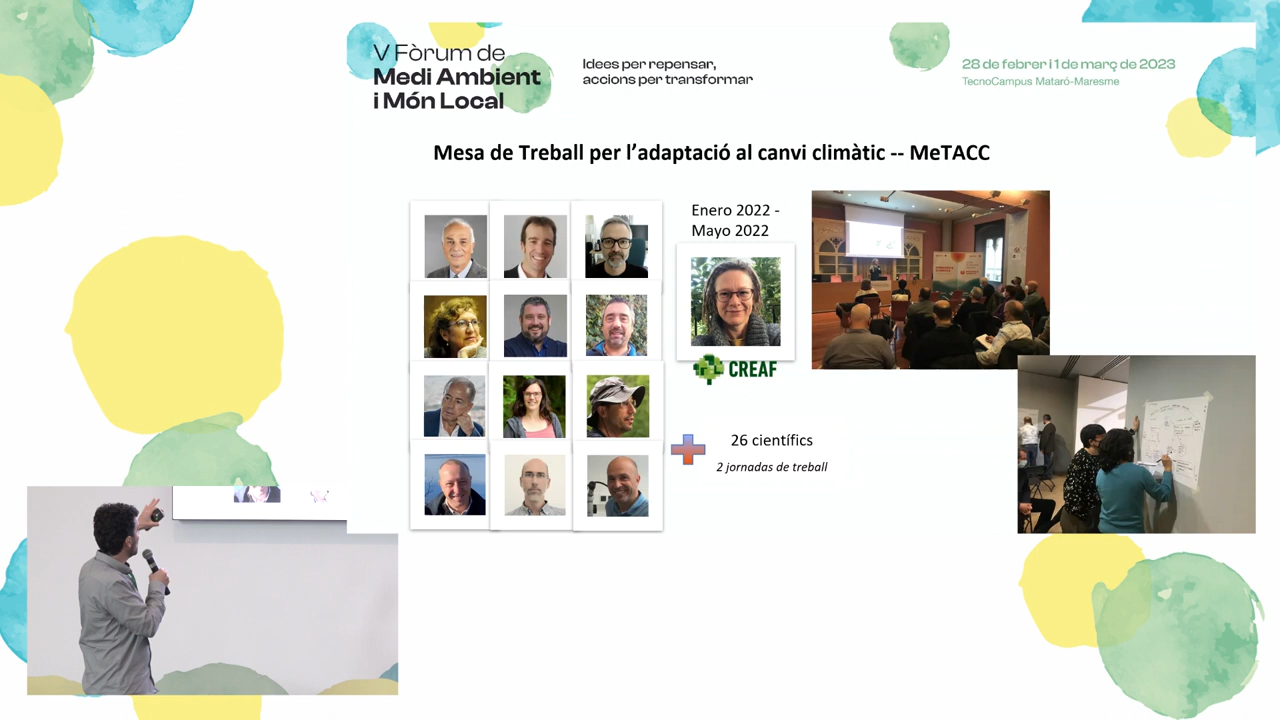 V Fòrum de
Medi Ambient
i Món Local
Idees per repensar,
accions per transformar
28 de febrer i 1 de març de 2023
TecnoCampus Mataró-Maresme
Mesa de Treball per l’adaptació al canvi climàtic -- MeTACC
Enero 2022 -
Mayo 2022
CREAF
26 científics
2 jornadas de treball